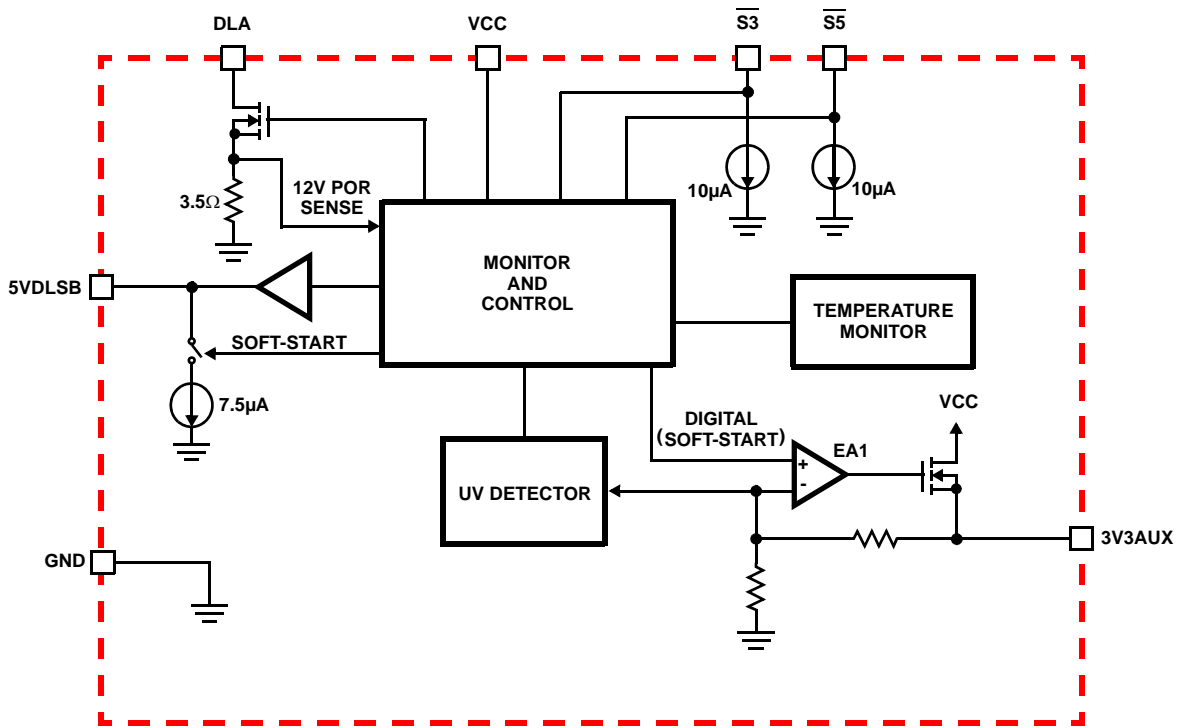 DLA
VCC
S3
S5
3.5Ω
12V POR
SENSE
10µA
10µA
5VDLSB
MONITOR
AND
CONTROL
TEMPERATURE
MONITOR
SOFT-START
7.5µA
DIGITAL
(SOFT-START)
EA1
VCC
+
-
UV DETECTOR
3V3AUX
GND